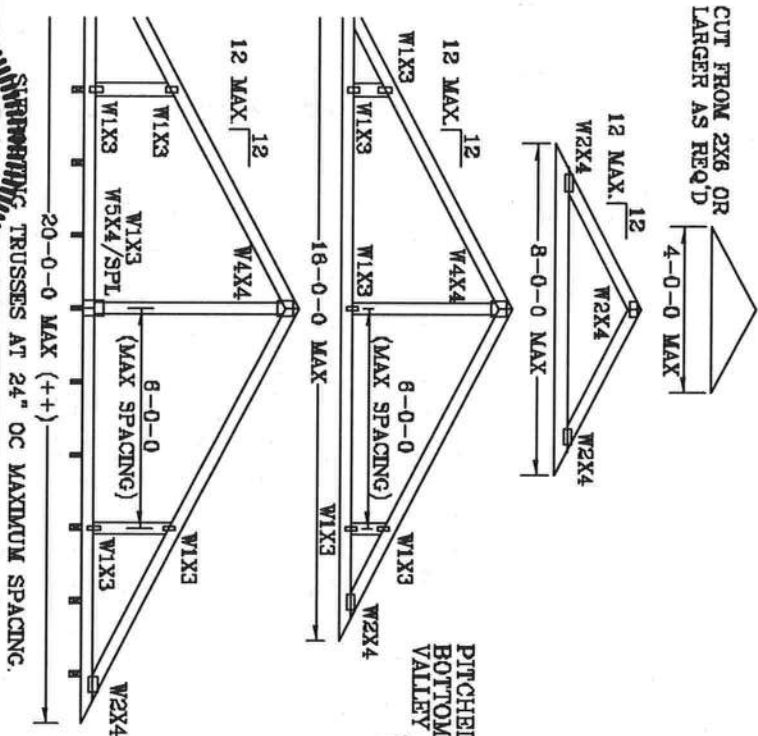 CUT FROM 2X6 OR
LARGER AS REQ'D
4-0-0 MAX
12
12 MAX.
W2X4
W2X4
W2X4
8-0-0 MAX
12
12 MAX.
W1X3
W1X3
W4X4
W1X3
6-0-0
(MAX SPACING)
W1X3
W1X3
W2X4
16-0-0 MAX
PITCHED
BOTTOM
VALLEY
12
12 MAX.
W1X3
W1X3
W4X4
W1X3
W5X4/SPL
6-0-0
(MAX SPACING)
W1X3
W1X3
W2X4
20-0-0 MAX (++)
SUPPORTING TRUSSES AT 24" OC MAXIMUM SPACING.